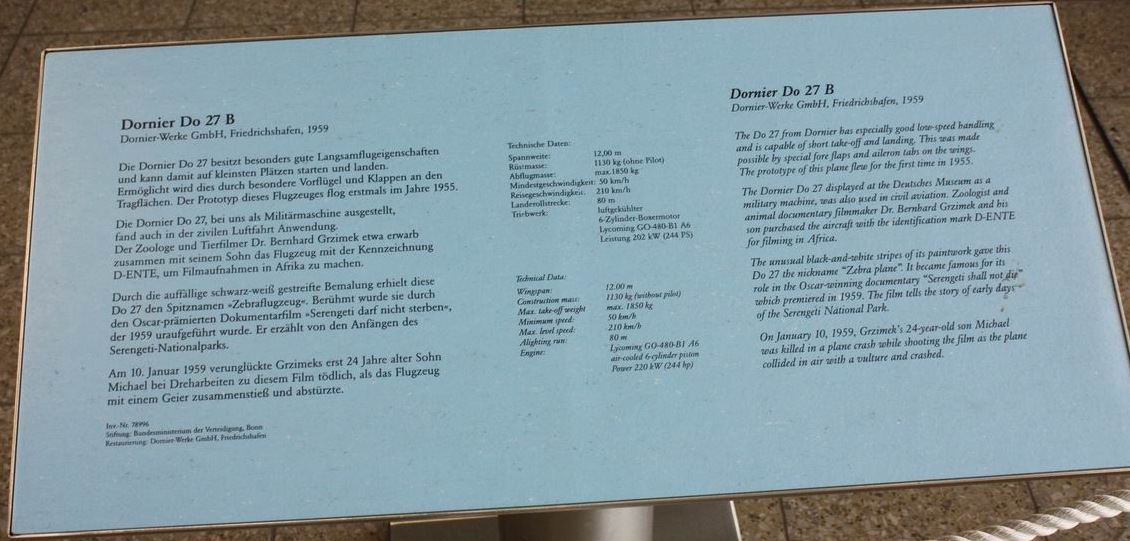 Dornier Do 27 B
Dornier-Werke GmbH, Friedrichshafen, 1959
Die Dornier Do 27 besitzt besonders gute Langsamflugeigenschaften
und kann damit auf kleinsten Plätzen starten und landen.
Ermöglicht wird dies durch besondere Vorflügel und Klappen an den
Tragflächen. Der Prototyp dieses Flugzeuges flog erstmals im Jahre 1955.
Die Dornier Do 27, bei uns als Militärmaschine ausgestellt,
fand auch in der zivilen Luftfahrt Anwendung.
Der Zoologe und Tierfilmer Dr. Bernhard Grzimek etwa erwarb
zusammen mit seinem Sohn das Flugzeug mit der Kennzeichnung
D-ENTE, um Filmaufnahmen in Afrika zu machen.
Durch die auffällige schwarz-weiß gestreifte Bemalung erhielt diese
Do 27 den Spitznamen »Zebraflugzeug«. Berühmt wurde sie durch
den Oscar-prämierten Dokumentarfilm »Serengeti darf nicht sterben«,
der 1959 uraufgeführt wurde. Er erzählt von den Anfängen des
Serengeti-Nationalparks.
Am 10. Januar 1959 verunglückte Grzimeks erst 24 Jahre alter Sohn
Michael bei Dreharbeiten zu diesem Film tödlich, als das Flugzeug
mit einem Geier zusammenstieß und abstürzte.
Inv.-Nr. 78996
Stiftung: Bundesministerium der Verteidigung, Bonn
Restaurierung: Dornier-Werke GmbH, Friedrichshafen
Technische Daten:
Spannweite: 12,00 m
Rüstmasse: 1130 kg (ohne Pilot)
Abflugmasse: max.1850 kg
Mindestgeschwindigkeit: 50 km/h
Reisegeschwindigkeit: 210 km/h
Landerollstrecke: 80 m
Triebwerk: luftgekühlter
6-Zylinder-Boxermotor
Lycoming GO-480-B1 A6
Leistung 202 kW (244 PS)
Technical Data:
Wingspan: 12.00 m
Construction mass: 1130 kg (without pilot)
Max. take-off weight max. 1850 kg
Minimum speed: 50 km/h
Max. level speed: 210 km/h
Alighting run: 80 m
Engine: Lycoming GO-480-B1 A6
air-cooled 6-cylinder piston
Power 220 kW (244 hp)
Dornier Do 27 B
Dornier-Werke GmbH, Friedrichshafen, 1959
The Do 27 from Dornier has especially good low-speed handling
and is capable of short take-off and landing. This was made
possible by special fore flaps and aileron tabs on the wings.
The prototype of this plane flew for the first time in 1955.
The Dornier Do 27 displayed at the Deutsches Museum as a
military machine, was also used in civil aviation. Zoologist and
animal documentary filmmaker Dr. Bernhard Grzimek and his
son purchased the aircraft with the identification mark D-ENTE
for filming in Africa.
The unusual black-and-white stripes of its paintwork gave this
Do 27 the nickname "Zebra plane". It became famous for its
role in the Oscar-winning documentary "Serengeti shall not die"
which premiered in 1959. The film tells the story of early days
of the Serengeti National Park.
On January 10, 1959, Grzimek's 24-year-old son Michael
was killed in a plane crash while shooting the film as the plane
collided in air with a vulture and crashed.